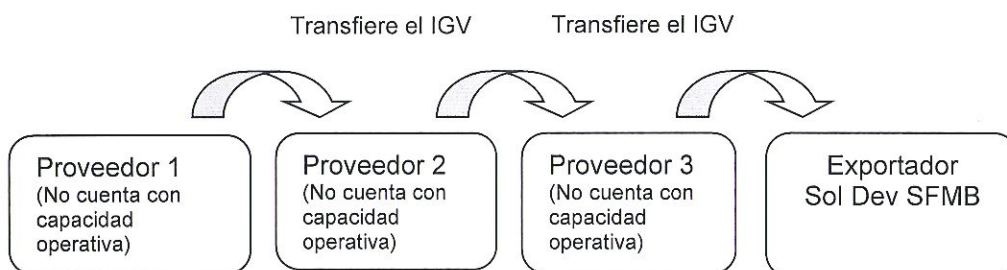 Transfiere el IGV
Transfiere el IGV
Proveedor 1
(No cuenta con
capacidad
operativa)
Proveedor 2
(No cuenta con
capacidad
operativa)
Proveedor 3
(No cuenta con
capacidad
operativa)
Exportador
Sol Dev SFMB